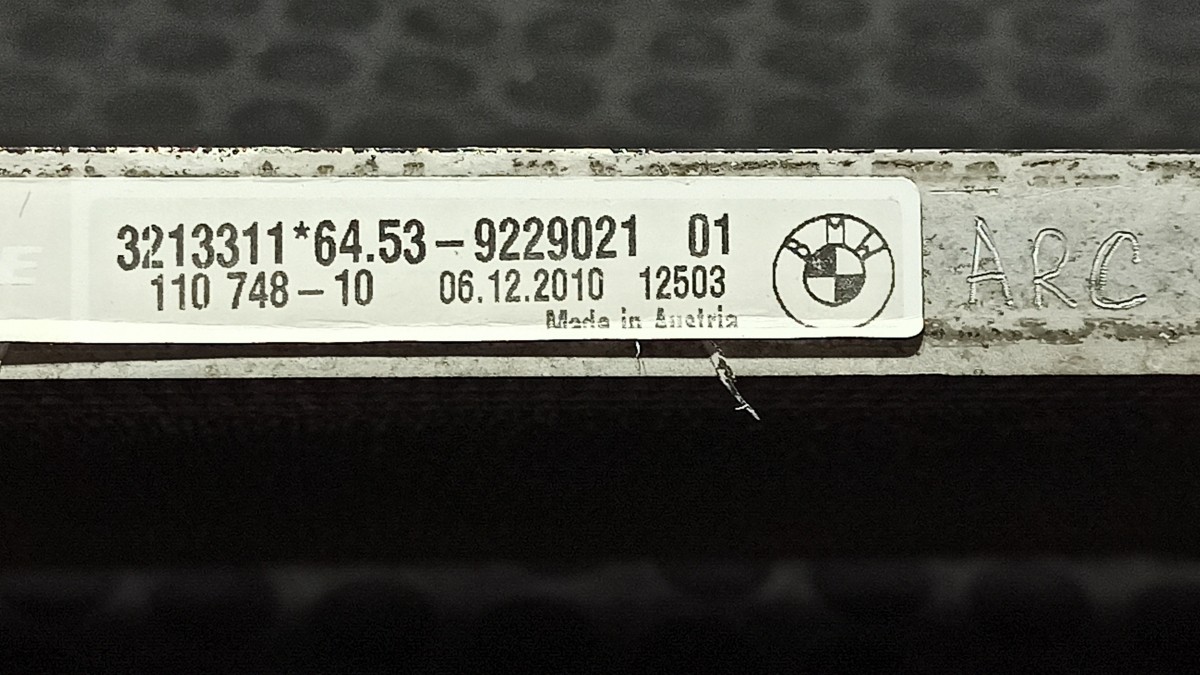 3213311*64.53-9229021 01
110 748-10 06.12.2010 12503
Made in Austria
BMW
ARC
E